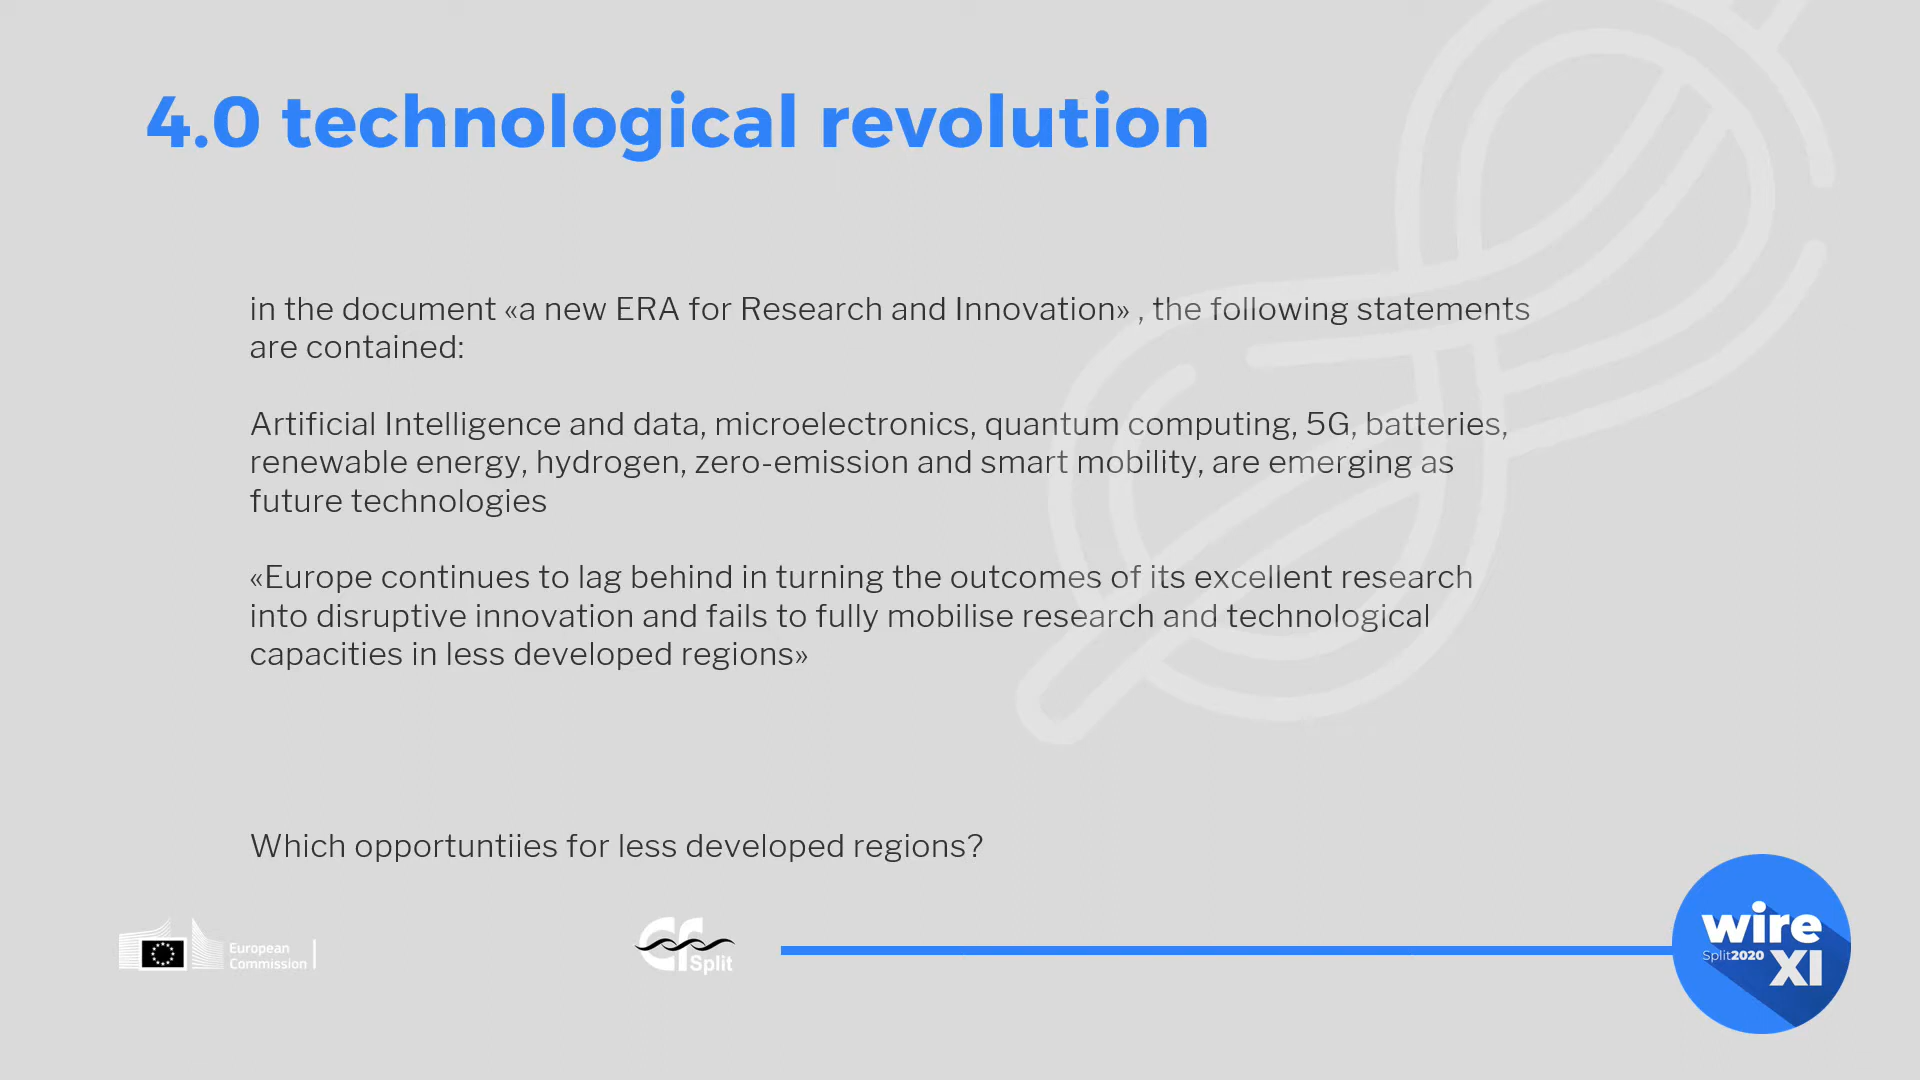 4.0 technological revolution
in the document «a new ERA for Research and Innovation» , the following statements
are contained:
Artificial Intelligence and data, microelectronics, quantum computing, 5G, batteries,
renewable energy, hydrogen, zero-emission and smart mobility, are emerging as
future technologies
«Europe continues to lag behind in turning the outcomes of its excellent research
into disruptive innovation and fails to fully mobilise research and technological
capacities in less developed regions»
Which opportuntiies for less developed regions?
European
Commission
CF
Split
wire
Split2020
XI